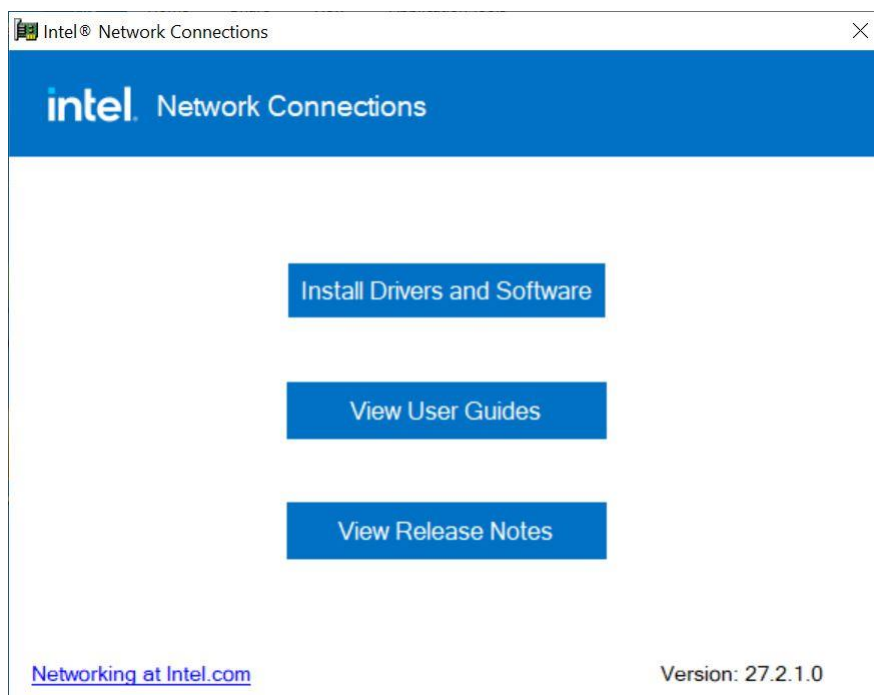 Intel® Network Connections
intel. Network Connections
Install Drivers and Software
View User Guides
View Release Notes
Networking at Intel.com
Version: 27.2.1.0